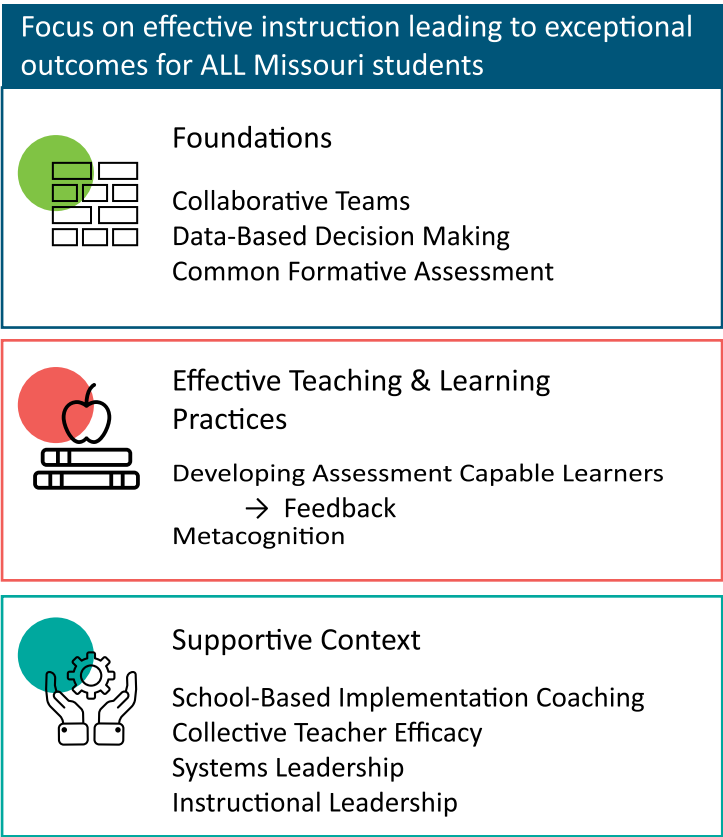 Focus on effective instruction leading to exceptional
outcomes for ALL Missouri students
Foundations
Collaborative Teams
Data-Based Decision Making
Common Formative Assessment
Effective Teaching & Learning
Practices
Developing Assessment Capable Learners
→ Feedback
Metacognition
Supportive Context
School-Based Implementation Coaching
Collective Teacher Efficacy
Systems Leadership
Instructional Leadership